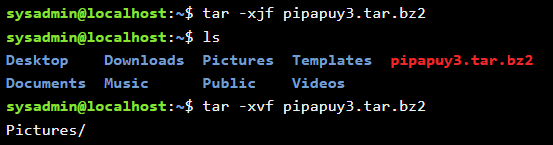 sysadmin@localhost:~$ tar -xjf pipapuy3.tar.bz2
sysadmin@localhost:~$ ls
Desktop Downloads Pictures Templates pipapuy3.tar.bz2
Documents Music Public Videos
sysadmin@localhost:~$ tar -xvf pipapuy3.tar.bz2
Pictures/